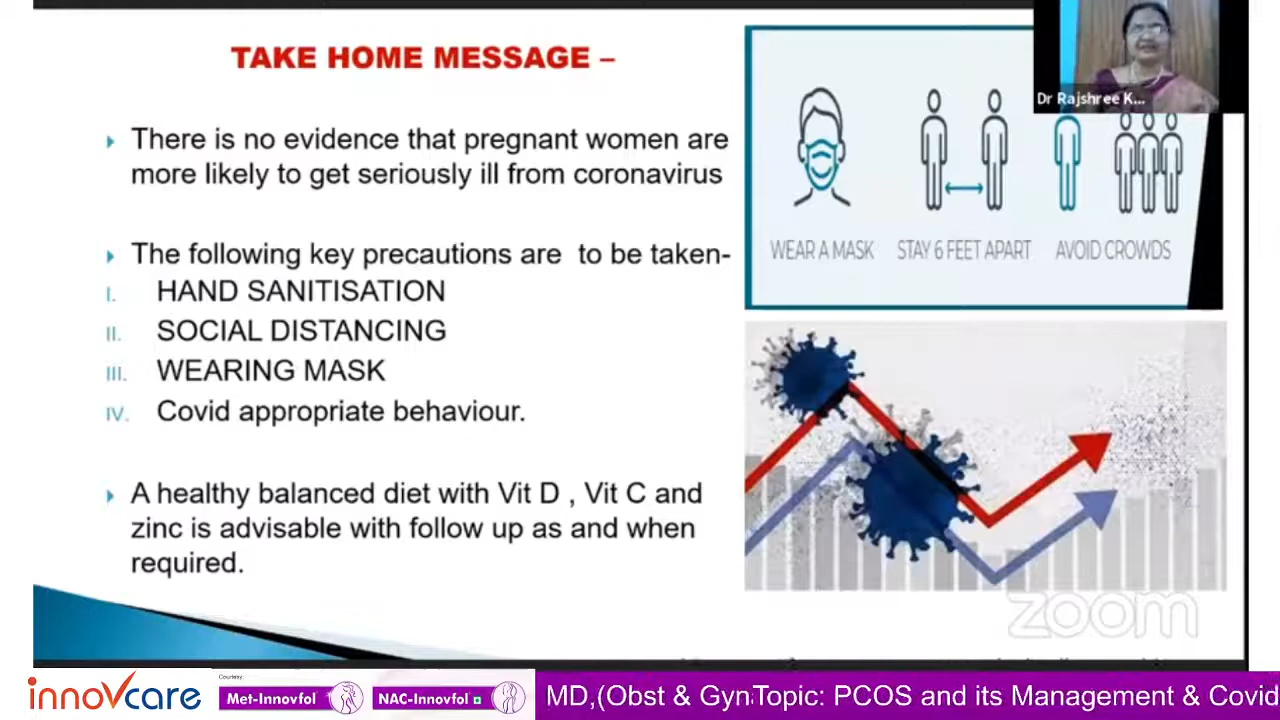 TAKE HOME MESSAGE –
There is no evidence that pregnant women are
more likely to get seriously ill from coronavirus
The following key precautions are to be taken-
I. HAND SANITISATION
II. SOCIAL DISTANCING
III. WEARING MASK
IV. Covid appropriate behaviour.
A healthy balanced diet with Vit D , Vit C and
zinc is advisable with follow up as and when
required.
Dr Rajshree K...
WEAR A MASK
STAY 6 FEET APART
AVOID CROWDS
zoom
innovcare
Courtesy:
Met-Innovfol
NAC-Innovfol
MD,(Obst & Gyn
Topic: PCOS and its Management & Covid